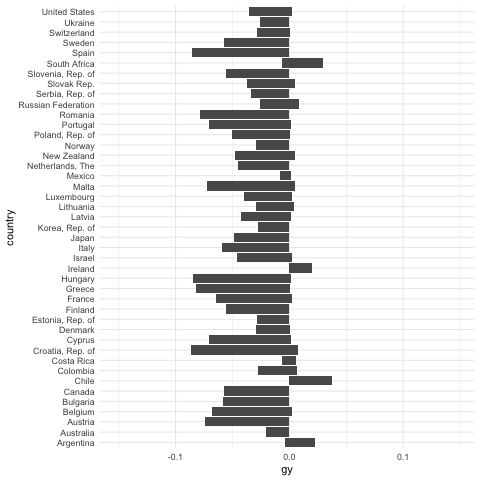 United States
Ukraine
Switzerland
Sweden
Spain
South Africa
Slovenia, Rep. of
Slovak Rep.
Serbia, Rep. of
Russian Federation
Romania
Portugal
Poland, Rep. of
Norway
New Zealand
Netherlands, The
Mexico
Malta
Luxembourg
Lithuania
Latvia
Korea, Rep. of
Japan
Italy
Israel
Ireland
Hungary
Greece
France
Finland
Estonia, Rep. of
Denmark
Cyprus
Croatia, Rep. of
Costa Rica
Colombia
Chile
Canada
Bulgaria
Belgium
Austria
Australia
Argentina
country
-0.1 0.0 0.1
gy